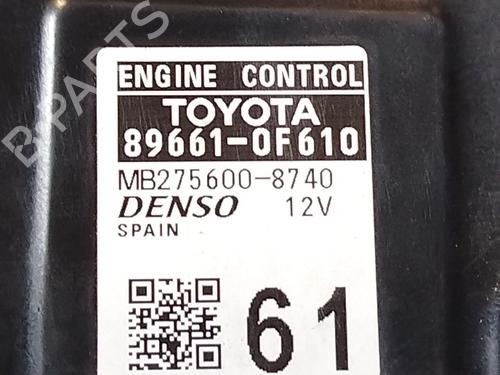 B-PARTS
ENGINE CONTROL
TOYOTA
89661-0F610
MB275600-8740
DENSO 12V
SPAIN
61